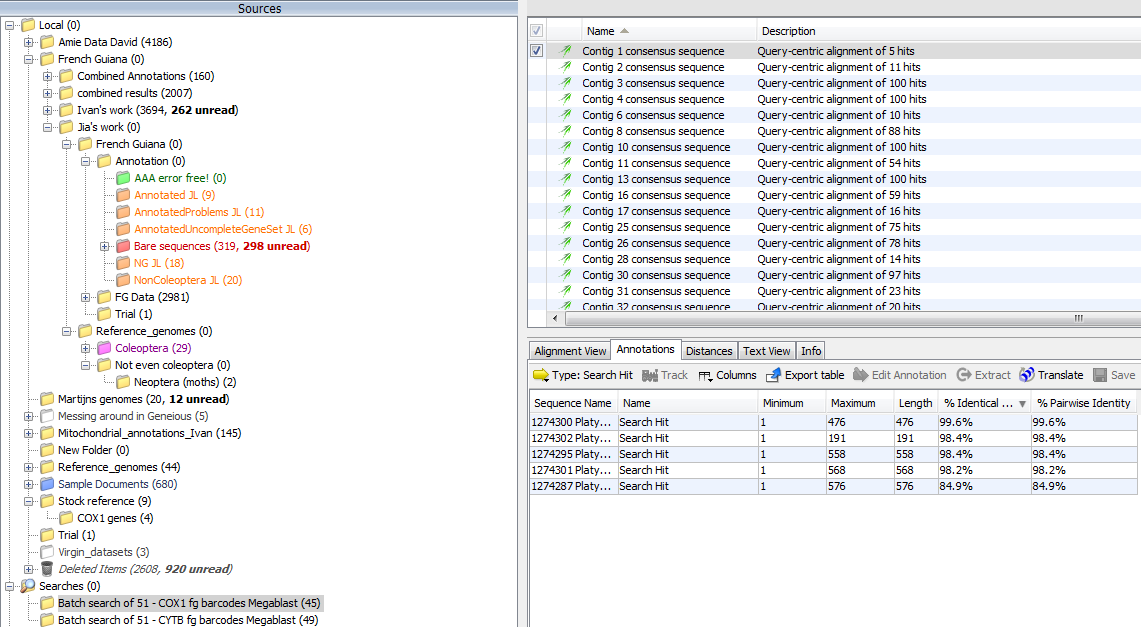 Sources
Local (0)
Amie Data David (4186)
French Guiana (0)
Combined Annotations (160)
combined results (2007)
Ivan's work (3694, 262 unread)
Jia's work (0)
French Guiana (0)
Annotation (0)
AAA error free! (0)
Annotated JL (9)
AnnotatedProblems JL (11)
AnnotatedUncompleteGeneSet JL (6)
Bare sequences (319, 298 unread)
NG JL (18)
NonColeoptera JL (20)
FG Data (2981)
Trial (1)
Reference_genomes (0)
Coleoptera (29)
Not even coleoptera (0)
Neoptera (moths) (2)
Martijns genomes (20, 12 unread)
Messing around in Geneious (5)
Mitochondrial_annotations_Ivan (145)
New Folder (0)
Reference_genomes (44)
Sample Documents (680)
Stock reference (9)
COX1 genes (4)
Trial (1)
Virgin_datasets (3)
Deleted Items (2608, 920 unread)
Searches (0)
Batch search of 51 - COX1 fg barcodes Megablast (45)
Batch search of 51 - CYTB fg barcodes Megablast (49)
Name Description
Contig 1 consensus sequence Query-centric alignment of 5 hits
Contig 2 consensus sequence Query-centric alignment of 11 hits
Contig 3 consensus sequence Query-centric alignment of 100 hits
Contig 4 consensus sequence Query-centric alignment of 100 hits
Contig 6 consensus sequence Query-centric alignment of 10 hits
Contig 8 consensus sequence Query-centric alignment of 88 hits
Contig 10 consensus sequence Query-centric alignment of 100 hits
Contig 11 consensus sequence Query-centric alignment of 54 hits
Contig 13 consensus sequence Query-centric alignment of 100 hits
Contig 16 consensus sequence Query-centric alignment of 59 hits
Contig 17 consensus sequence Query-centric alignment of 16 hits
Contig 25 consensus sequence Query-centric alignment of 75 hits
Contig 26 consensus sequence Query-centric alignment of 78 hits
Contig 28 consensus sequence Query-centric alignment of 14 hits
Contig 30 consensus sequence Query-centric alignment of 97 hits
Contig 31 consensus sequence Query-centric alignment of 23 hits
Contig 32 consensus sequence Query-centric alignment of 20 hits
Alignment View Annotations Distances Text View Info
Type: Search Hit Track Columns Export table Edit Annotation Extract Translate Save
Sequence Name Name Minimum Maximum Length % Identical ... % Pairwise Identity
1274300 Platy... Search Hit 1 476 476 99.6% 99.6%
1274302 Platy... Search Hit 1 191 191 98.4% 98.4%
1274295 Platy... Search Hit 1 558 558 98.4% 98.4%
1274301 Platy... Search Hit 1 568 568 98.2% 98.2%
1274287 Platy... Search Hit 1 576 576 84.9% 84.9%